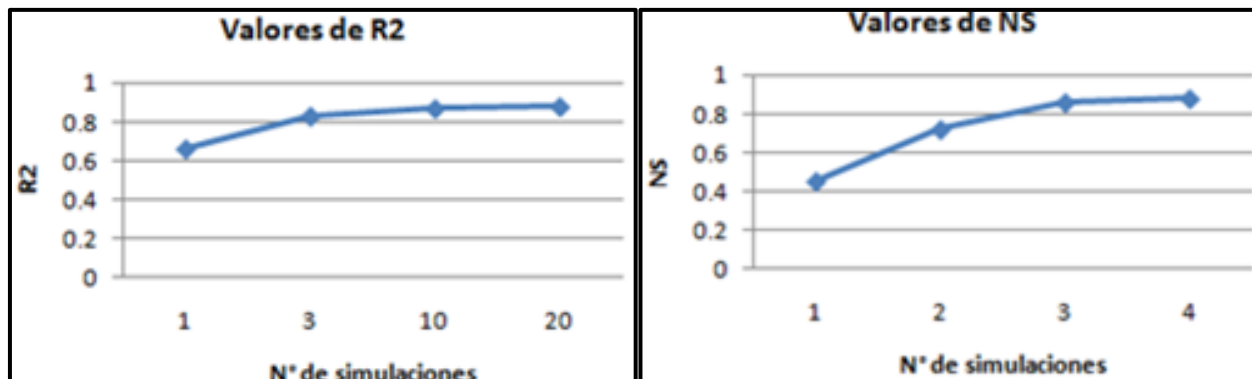 Valores de R2
1
0.8
0.6
0.4
0.2
0
R2
1 3 10 20
N° de simulaciones
Valores de NS
1
0.8
0.6
0.4
0.2
0
NS
1 2 3 4
N° de simulaciones